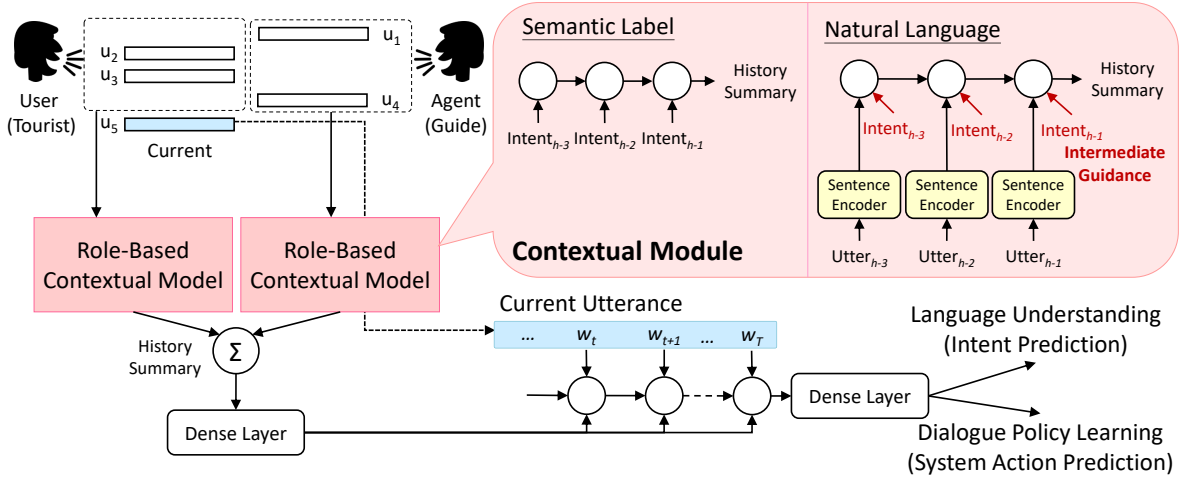 User
(Tourist)
u2
u3
u5
Current
u1
u4
Agent
(Guide)
Semantic Label
History
Summary
Intenth-3 Intenth-2 Intenth-1
Natural Language
History
Summary
Intenth-3
Intenth-2
Intenth-1
Intermediate
Guidance
Sentence
Encoder
Sentence
Encoder
Sentence
Encoder
Utterh-3
Utterh-2
Utterh-1
Contextual Module
Role-Based
Contextual Model
Role-Based
Contextual Model
History
Summary
Σ
Dense Layer
Current Utterance
... wt wt+1 ... wT
Dense Layer
Language Understanding
(Intent Prediction)
Dialogue Policy Learning
(System Action Prediction)